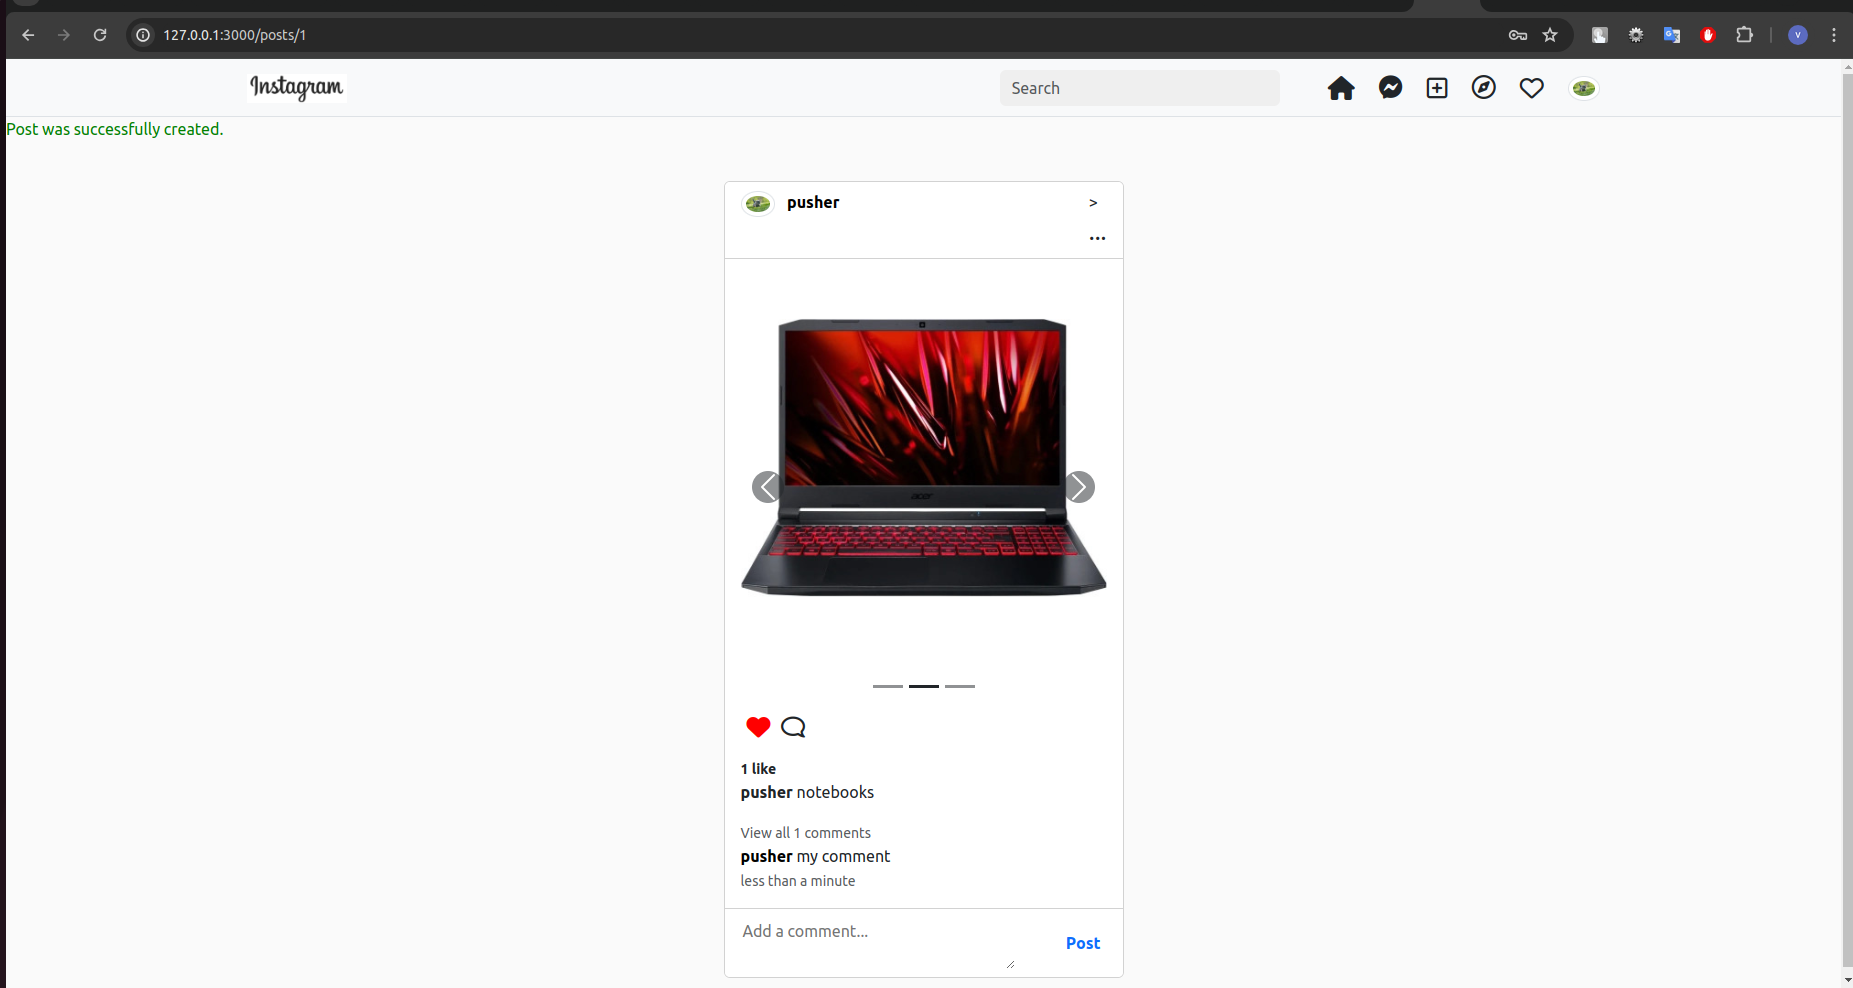 127.0.0.1:3000/posts/1
V
Instagram
Search
Post was successfully created.
pusher
>
...
acer
1 like
pusher notebooks
View all 1 comments
pusher my comment
less than a minute
Add a comment...
Post